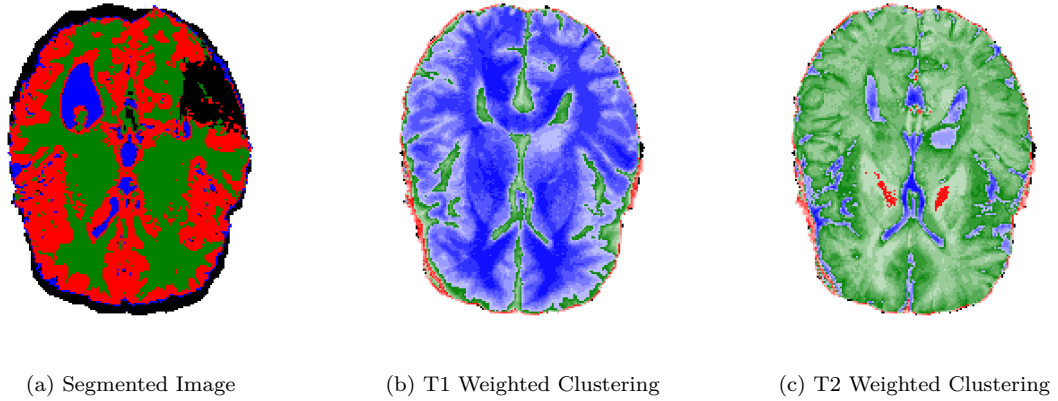 (a) Segmented Image
(b) T1 Weighted Clustering
(c) T2 Weighted Clustering